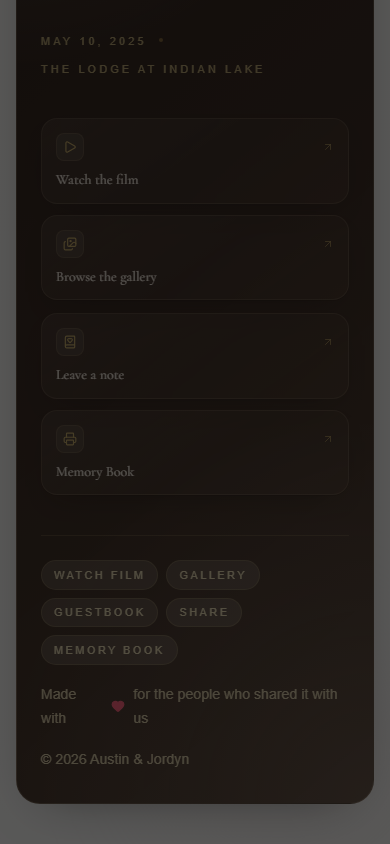 MAY 10, 2025 •
THE LODGE AT INDIAN LAKE
Watch the film
Browse the gallery
Leave a note
Memory Book
WATCH FILM
GALLERY
GUESTBOOK
SHARE
MEMORY BOOK
Made with ♥ for the people who shared it with us
© 2026 Austin & Jordyn